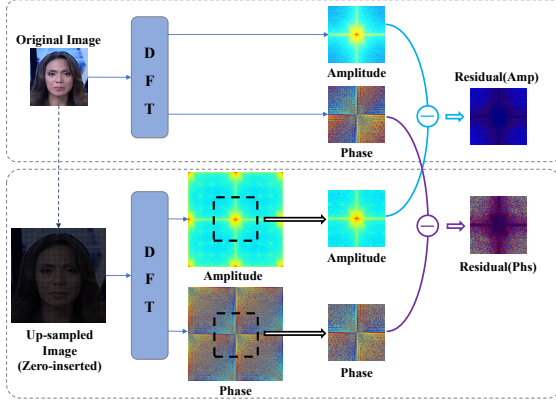 Original Image
D
F
T
Amplitude
Phase
Residual(Amp)
Up-sampled
Image
(Zero-inserted)
D
F
T
Amplitude
Phase
Amplitude
Phase
Residual(Phs)